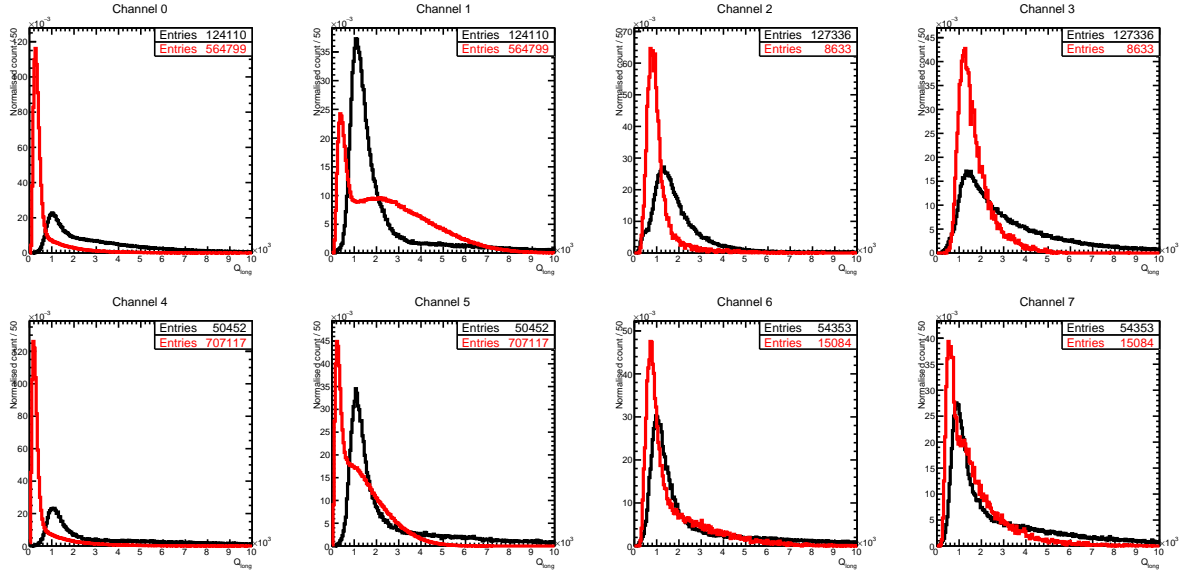 Channel 0
×10⁻³
Normalised count / 50
Entries 124110
Entries 564799
120
100
80
60
40
20
0
0 1 2 3 4 5 6 7 8 9 10
×10³
Q_long
Channel 1
×10⁻³
Normalised count / 50
Entries 124110
Entries 564799
35
30
25
20
15
10
5
0
0 1 2 3 4 5 6 7 8 9 10
×10³
Q_long
Channel 2
×10⁻³
Normalised count / 50
Entries 127336
Entries 8633
70
60
50
40
30
20
10
0
0 1 2 3 4 5 6 7 8 9 10
×10³
Q_long
Channel 3
×10⁻³
Normalised count / 50
Entries 127336
Entries 8633
45
40
35
30
25
20
15
10
5
0
0 1 2 3 4 5 6 7 8 9 10
×10³
Q_long
Channel 4
×10⁻³
Normalised count / 50
Entries 50452
Entries 707117
120
100
80
60
40
20
0
0 1 2 3 4 5 6 7 8 9 10
×10³
Q_long
Channel 5
×10⁻³
Normalised count / 50
Entries 50452
Entries 707117
45
40
35
30
25
20
15
10
5
0
0 1 2 3 4 5 6 7 8 9 10
×10³
Q_long
Channel 6
×10⁻³
Normalised count / 50
Entries 54353
Entries 15084
50
40
30
20
10
0
0 1 2 3 4 5 6 7 8 9 10
×10³
Q_long
Channel 7
×10⁻³
Normalised count / 50
Entries 54353
Entries 15084
40
35
30
25
20
15
10
5
0
0 1 2 3 4 5 6 7 8 9 10
×10³
Q_long